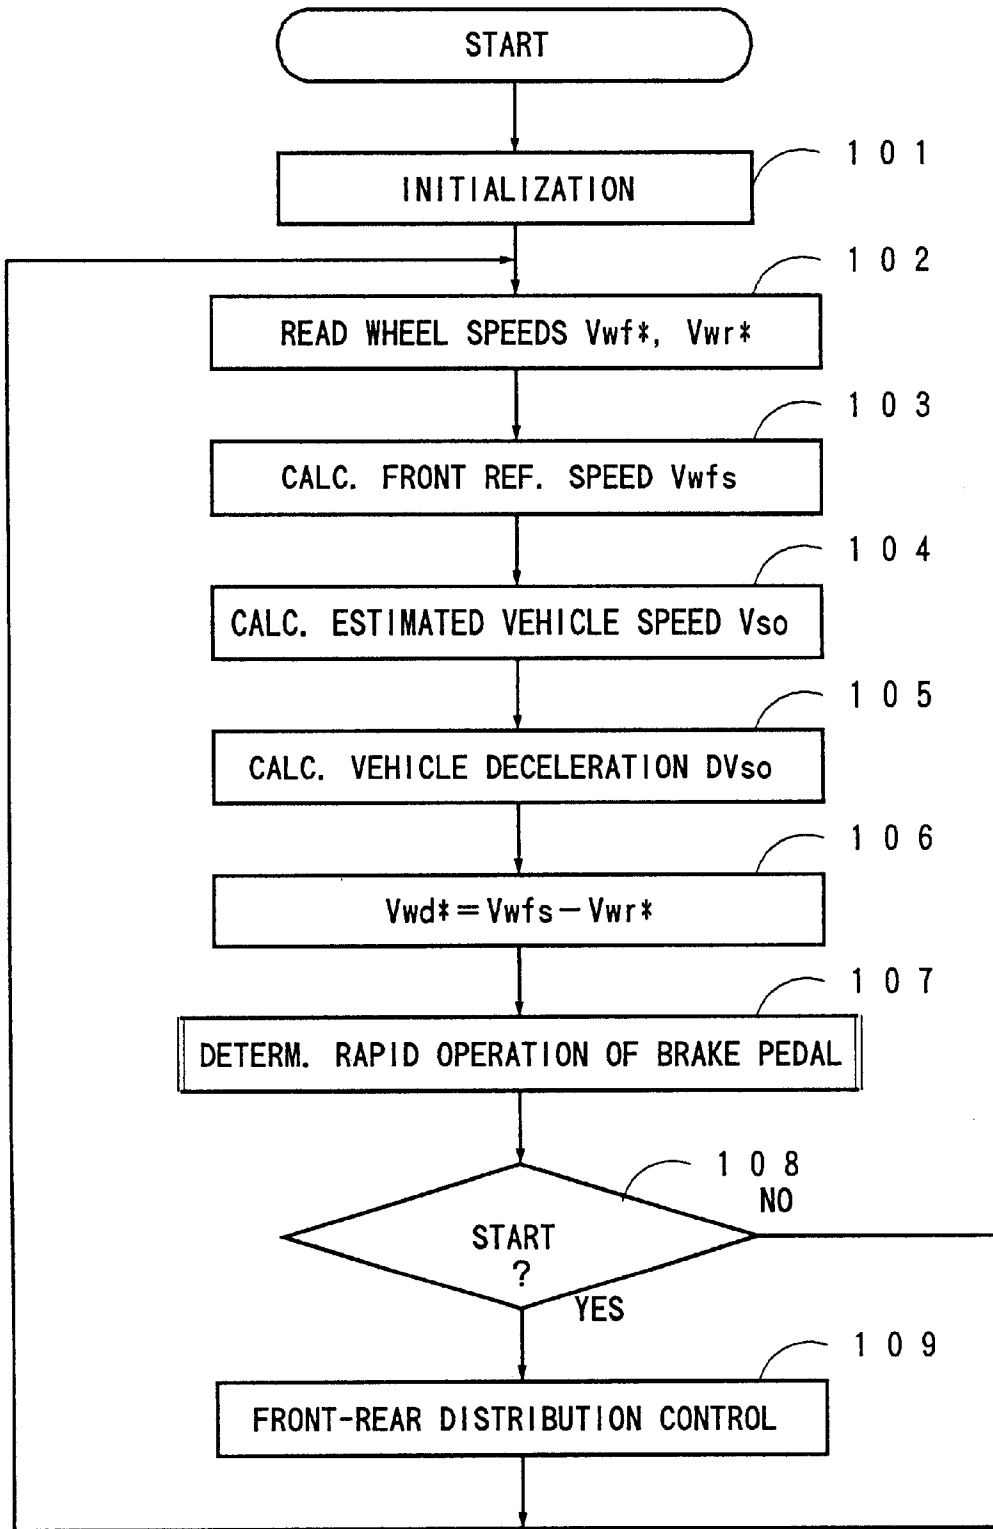 START
101
INITIALIZATION
102
READ WHEEL SPEEDS Vwf*, Vwr*
103
CALC. FRONT REF. SPEED Vwfs
104
CALC. ESTIMATED VEHICLE SPEED Vso
105
CALC. VEHICLE DECELERATION DVso
106
Vwd*=Vwfs−Vwr*
107
DETERM. RAPID OPERATION OF BRAKE PEDAL
108
NO
START
?
YES
109
FRONT-REAR DISTRIBUTION CONTROL